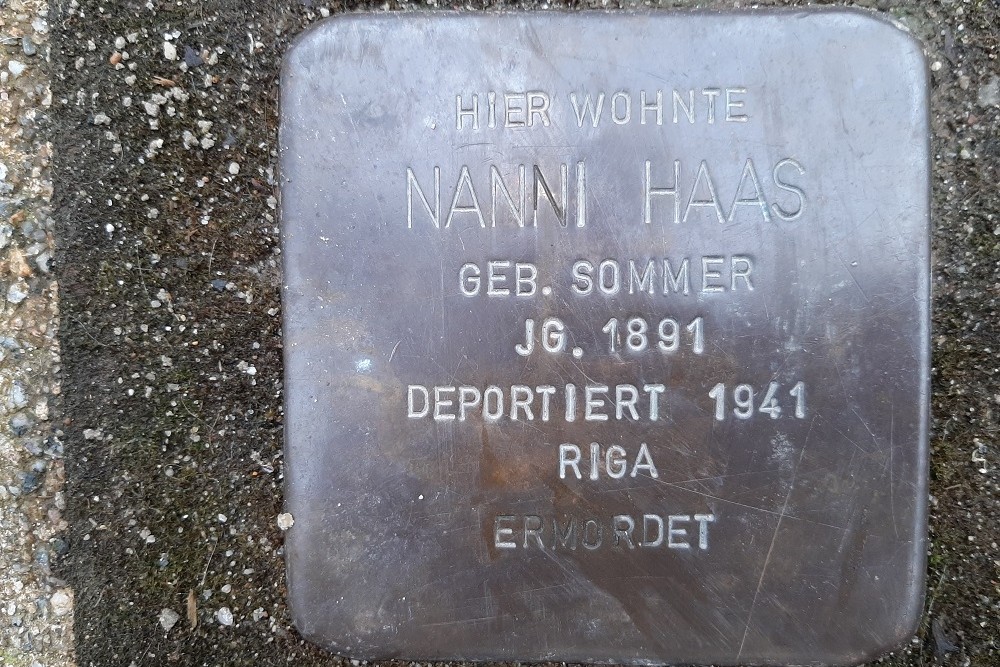 HIER WOHNTE
NANNI HAAS
GEB. SOMMER
JG. 1891
DEPORTIERT 1941
RIGA
ERMORDET